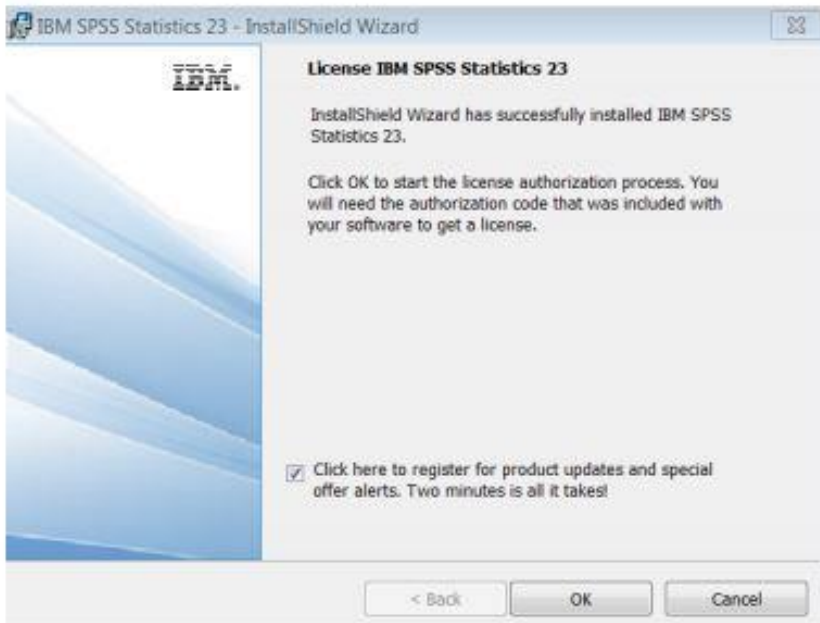 IBM SPSS Statistics 23 - InstallShield Wizard
IBM.
License IBM SPSS Statistics 23
InstallShield Wizard has successfully installed IBM SPSS
Statistics 23.
Click OK to start the license authorization process. You
will need the authorization code that was included with
your software to get a license.
Click here to register for product updates and special
offer alerts. Two minutes is all it takes!
< Back
OK
Cancel